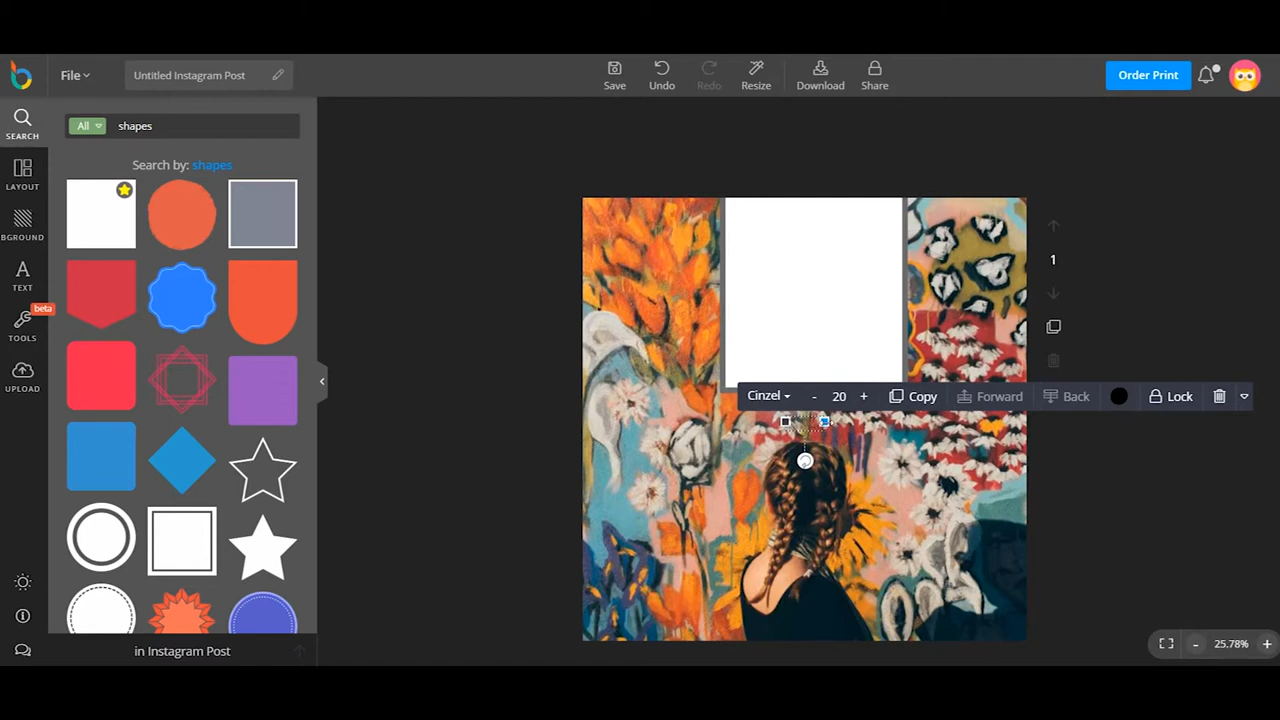 File
Untitled Instagram Post
Save
Undo
Redo
Resize
Download
Share
Order Print
SEARCH
LAYOUT
BGROUND
TEXT
beta
TOOLS
UPLOAD
All
shapes
Search by: shapes
in Instagram Post
1
Cinzel
- 20 +
Copy
Forward
Back
Lock
- 25.78% +